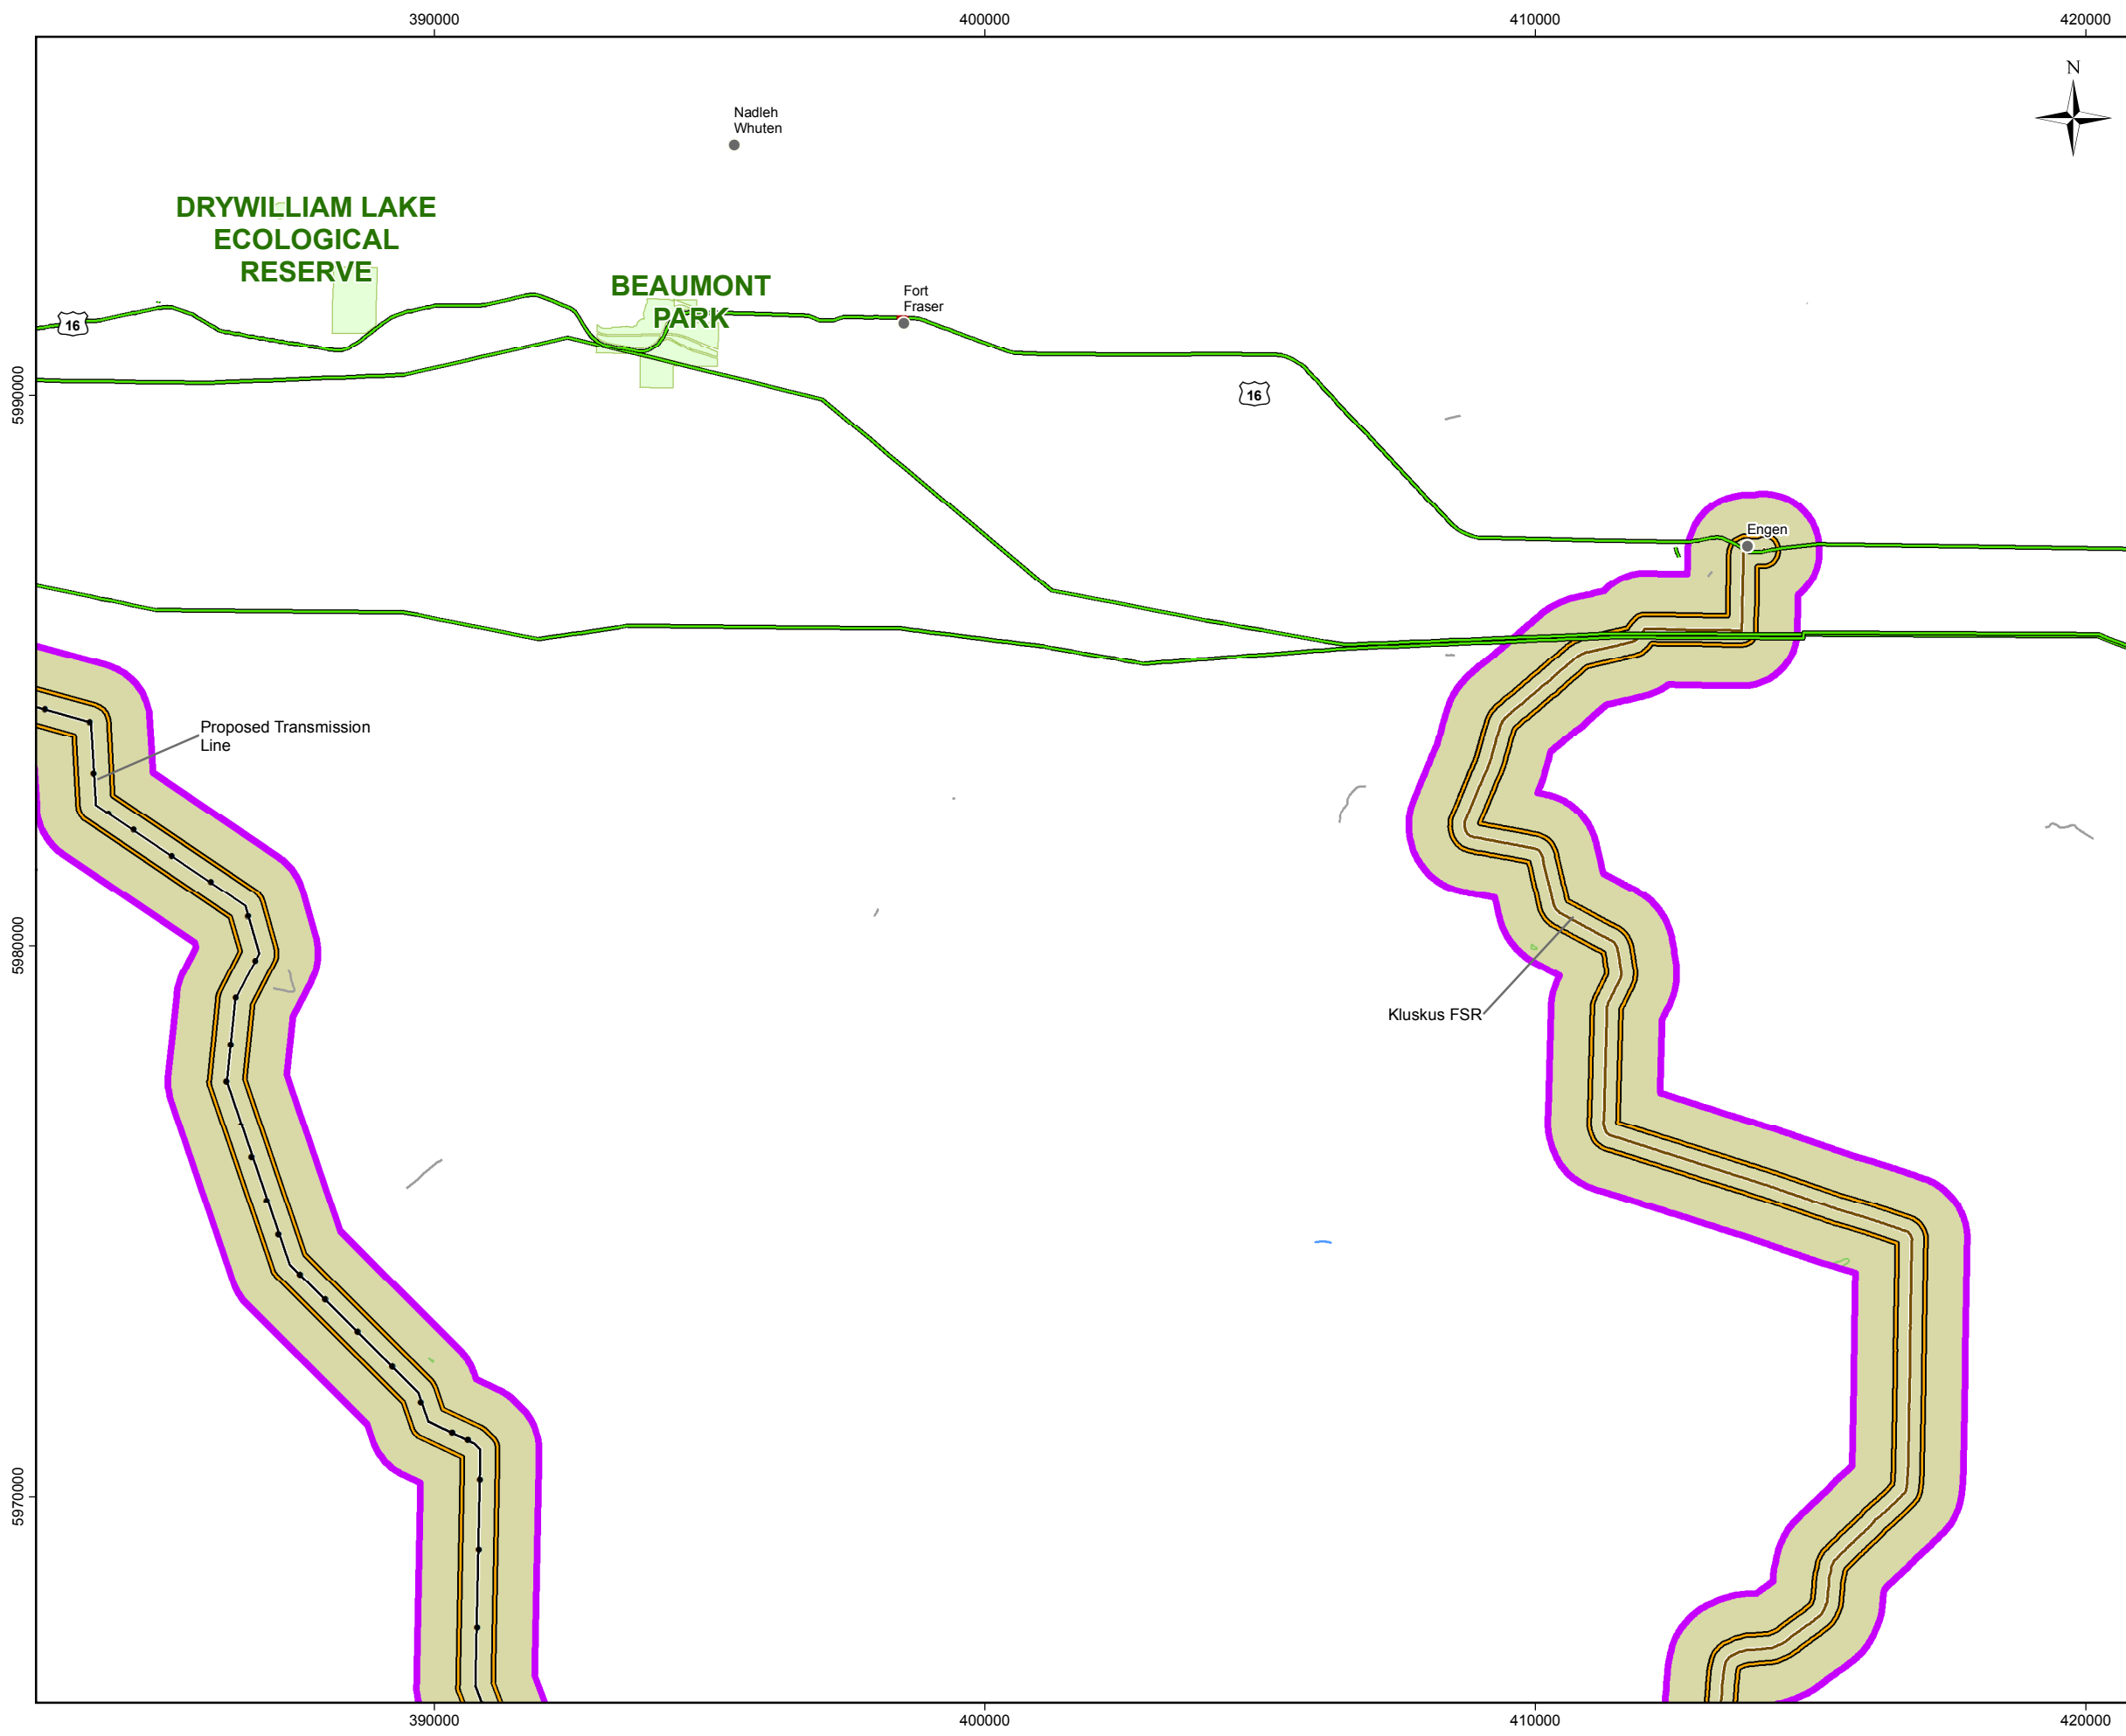 390000
400000
410000
420000
N
Nadleh
Whuten
DRYWILLIAM LAKE
ECOLOGICAL
RESERVE
BEAUMONT
PARK
Fort
Fraser
16
16
5990000
Engen
Proposed Transmission
Line
5980000
Kluskus FSR
5970000
390000
400000
410000
420000